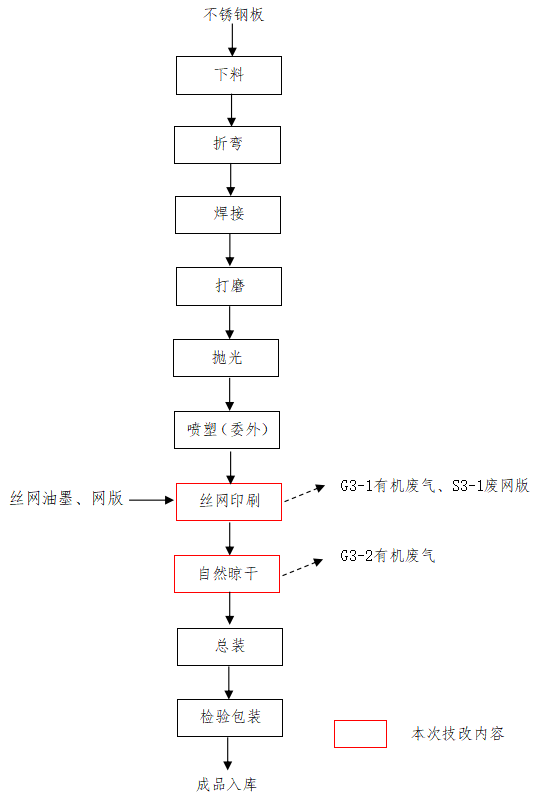 不锈钢板
下料
折弯
焊接
打磨
抛光
喷塑(委外)
丝网油墨、网版
丝网印刷
G3-1有机废气、S3-1废网版
自然晾干
G3-2有机废气
总装
检验包装
本次技改内容
成品入库